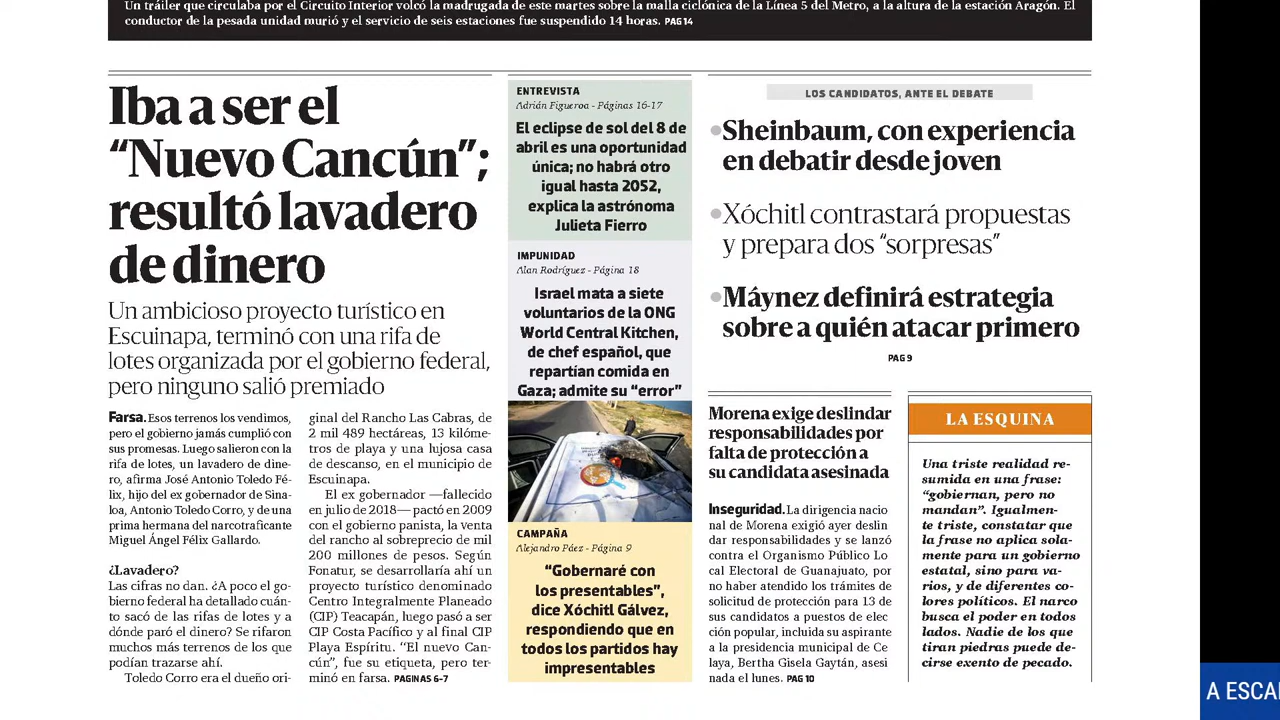 Un tráiler que circulaba por el Circuito Interior volcó la madrugada de este martes sobre la malla ciclónica de la Línea 5 del Metro, a la altura de la estación Aragón. El
conductor de la pesada unidad murió y el servicio de seis estaciones fue suspendido 14 horas. PAG 14
Iba a ser el
“Nuevo Cancún”;
resultó lavadero
de dinero
Un ambicioso proyecto turístico en
Escuinapa, terminó con una rifa de
lotes organizada por el gobierno federal,
pero ninguno salió premiado
Farsa. Esos terrenos los vendimos,
pero el gobierno jamás cumplió con
sus promesas. Luego salieron con la
rifa de lotes, un lavadero de dine-
ro, afirma José Antonio Toledo Fé-
lix, hijo del ex gobernador de Sina-
loa, Antonio Toledo Corro, y de una
prima hermana del narcotraficante
Miguel Ángel Félix Gallardo.
¿Lavadero?
Las cifras no dan. ¿A poco el go-
bierno federal ha detallado cuán-
to sacó de las rifas de lotes y a
dónde paró el dinero? Se rifaron
muchos más terrenos de los que
podían trazarse ahí.
Toledo Corro era el dueño ori-
ginal del Rancho Las Cabras, de
2 mil 489 hectáreas, 13 kilóme-
tros de playa y una lujosa casa
de descanso, en el municipio de
Escuinapa.
El ex gobernador —fallecido
en julio de 2018— pactó en 2009
con el gobierno panista, la venta
del rancho al sobreprecio de mil
200 millones de pesos. Según
Fonatur, se desarrollaría ahí un
proyecto turístico denominado
Centro Integralmente Planeado
(CIP) Teacapán, luego pasó a ser
CIP Costa Pacífico y al final CIP
Playa Espíritu. “El nuevo Can-
cún”, fue su etiqueta, pero ter-
minó en farsa. PAGINAS 6-7
ENTREVISTA
Adrián Figueroa - Páginas 16-17
El eclipse de sol del 8 de
abril es una oportunidad
única; no habrá otro
igual hasta 2052,
explica la astrónoma
Julieta Fierro
IMPUNIDAD
Alan Rodríguez - Página 18
Israel mata a siete
voluntarios de la ONG
World Central Kitchen,
de chef español, que
repartían comida en
Gaza; admite su “error”
CAMPAÑA
Alejandro Páez - Página 9
“Gobernaré con
los presentables”,
dice Xóchitl Gálvez,
respondiendo que en
todos los partidos hay
impresentables
LOS CANDIDATOS, ANTE EL DEBATE
Sheinbaum, con experiencia
en debatir desde joven
Xóchitl contrastará propuestas
y prepara dos “sorpresas”
Máynez definirá estrategia
sobre a quién atacar primero
PAG 9
Morena exige deslindar
responsabilidades por
falta de protección a
su candidata asesinada
Inseguridad. La dirigencia nacio
nal de Morena exigió ayer deslin
dar responsabilidades y se lanzó
contra el Organismo Público Lo
cal Electoral de Guanajuato, por
no haber atendido los trámites de
solicitud de protección para 13 de
sus candidatos a puestos de elec
ción popular, incluida su aspirante
a la presidencia municipal de Ce
laya, Bertha Gisela Gaytán, asesi
nada el lunes. PAG 10
LA ESQUINA
Una triste realidad re-
sumida en una frase:
“gobiernan, pero no
mandan”. Igualmen-
te triste, constatar que
la frase no aplica sola-
mente para un gobierno
estatal, sino para va-
rios, y de diferentes co-
lores políticos. El narco
busca el poder en todos
lados. Nadie de los que
tiran piedras puede de-
cirse exento de pecado.
A ESCA